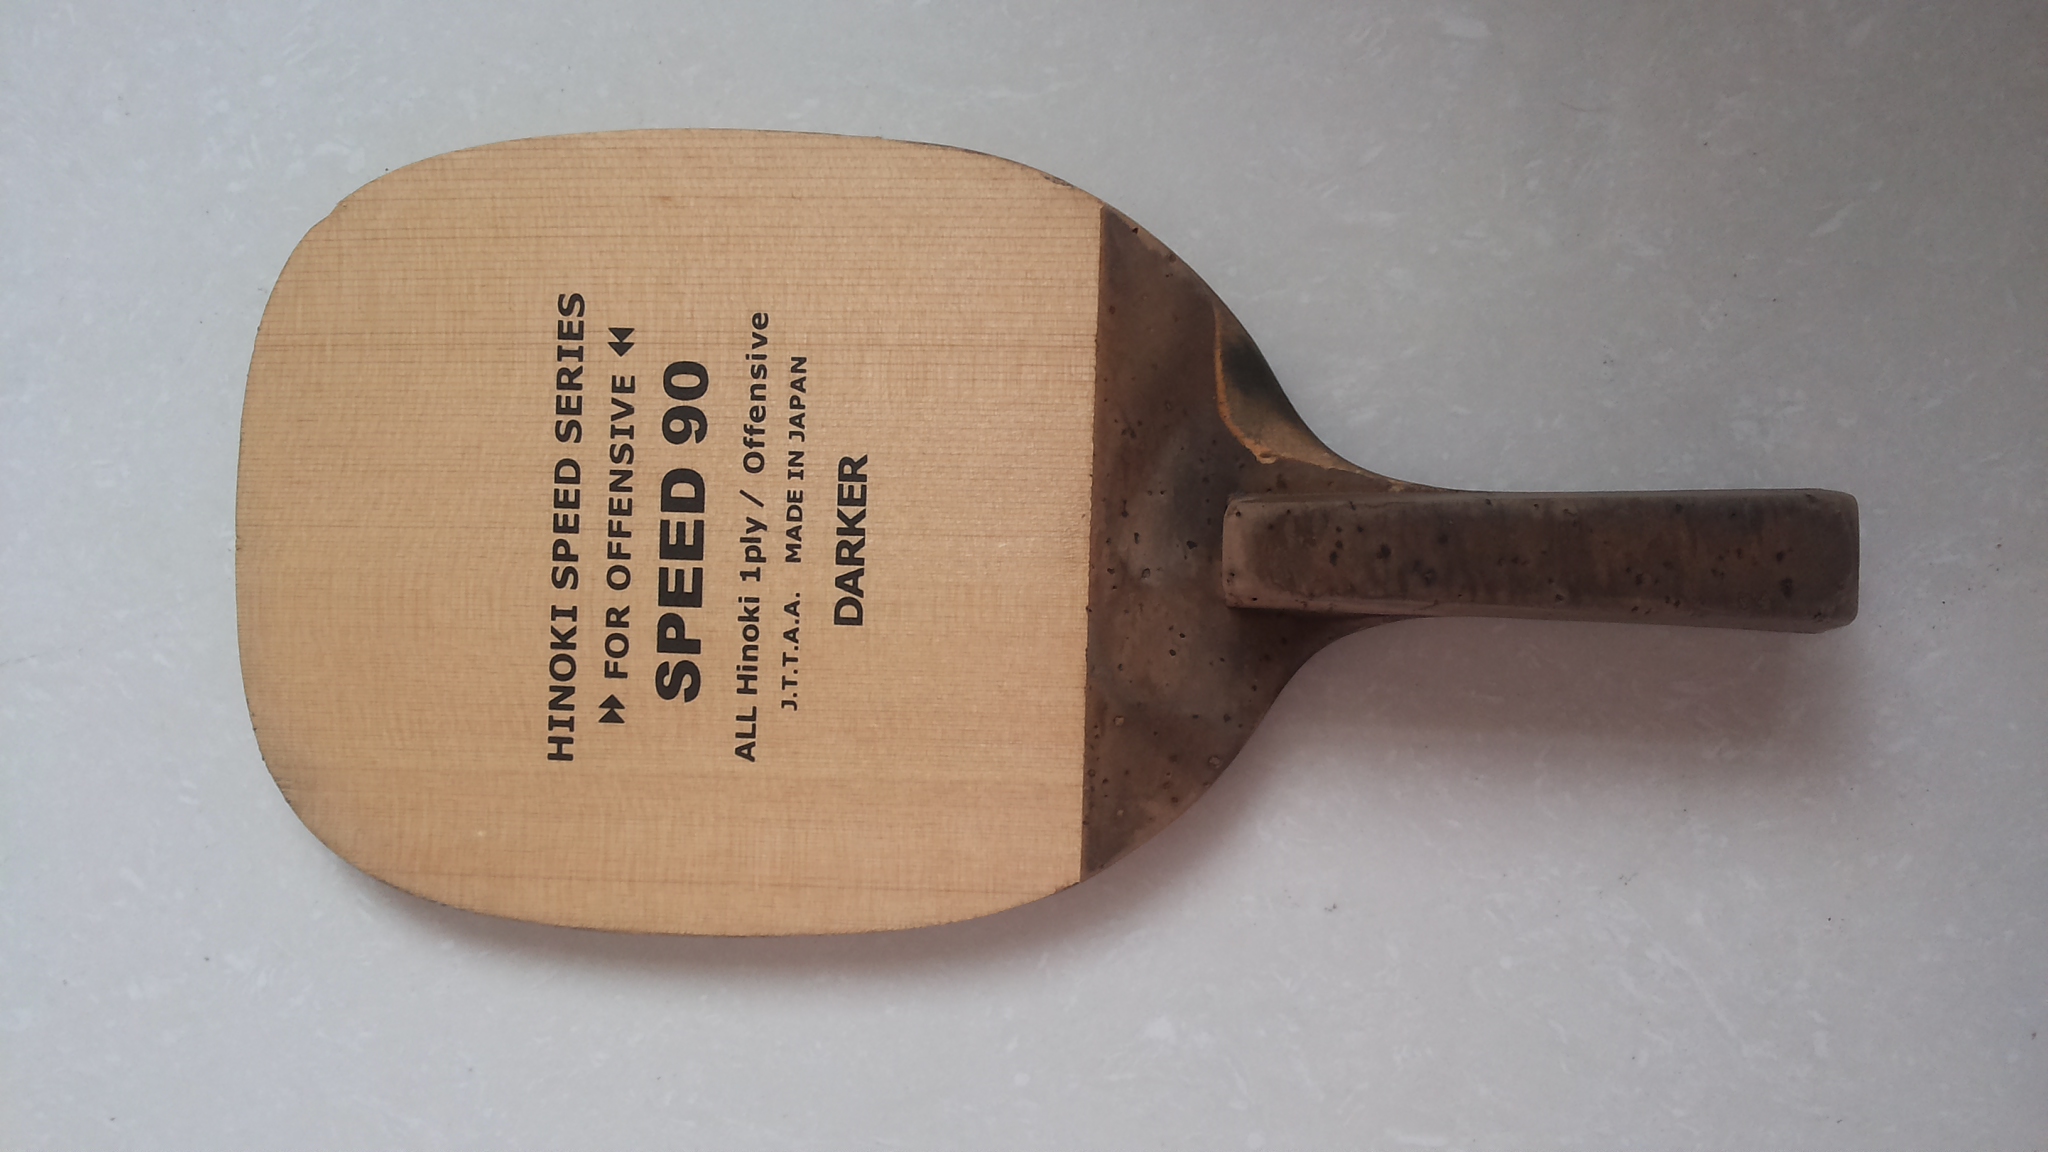 HINOKI SPEED SERIES
FOR OFFENSIVE
SPEED 90
ALL Hinoki 1ply / Offensive
J.T.T.A.A. MADE IN JAPAN
DARKER